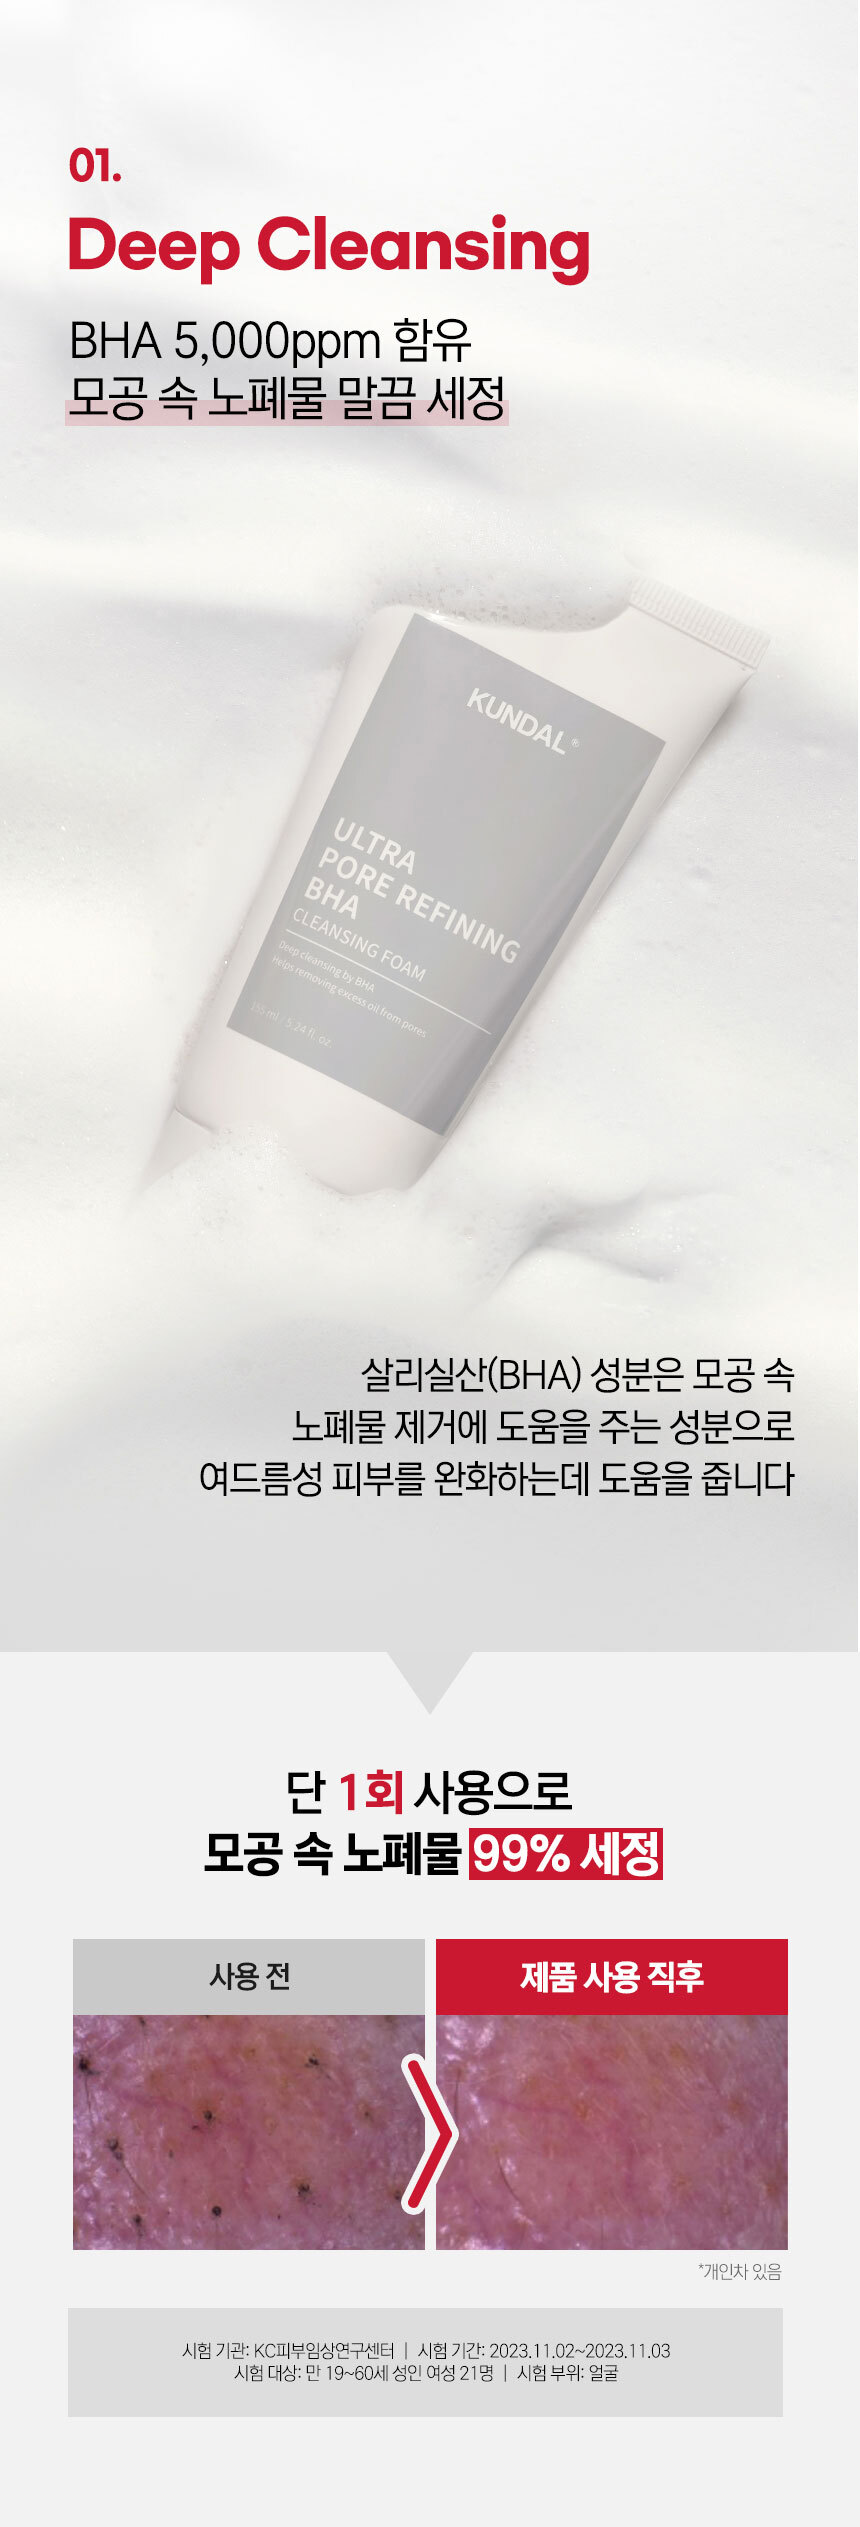 01.
Deep Cleansing
BHA 5,000ppm 함유
모공 속 노폐물 말끔 세정
KUNDAL®
ULTRA
PORE REFINING
BHA
CLEANSING FOAM
Deep cleansing by BHA
Helps removing excess oil from pores
155 ml / 5.24 fl. oz.
살리실산(BHA) 성분은 모공 속
노폐물 제거에 도움을 주는 성분으로
여드름성 피부를 완화하는데 도움을 줍니다
단 1회 사용으로
모공 속 노폐물 99% 세정
사용 전
제품 사용 직후
*개인차 있음
시험 기관: KC피부임상연구센터 | 시험 기간: 2023.11.02~2023.11.03
시험 대상: 만 19~60세 성인 여성 21명 | 시험 부위: 얼굴